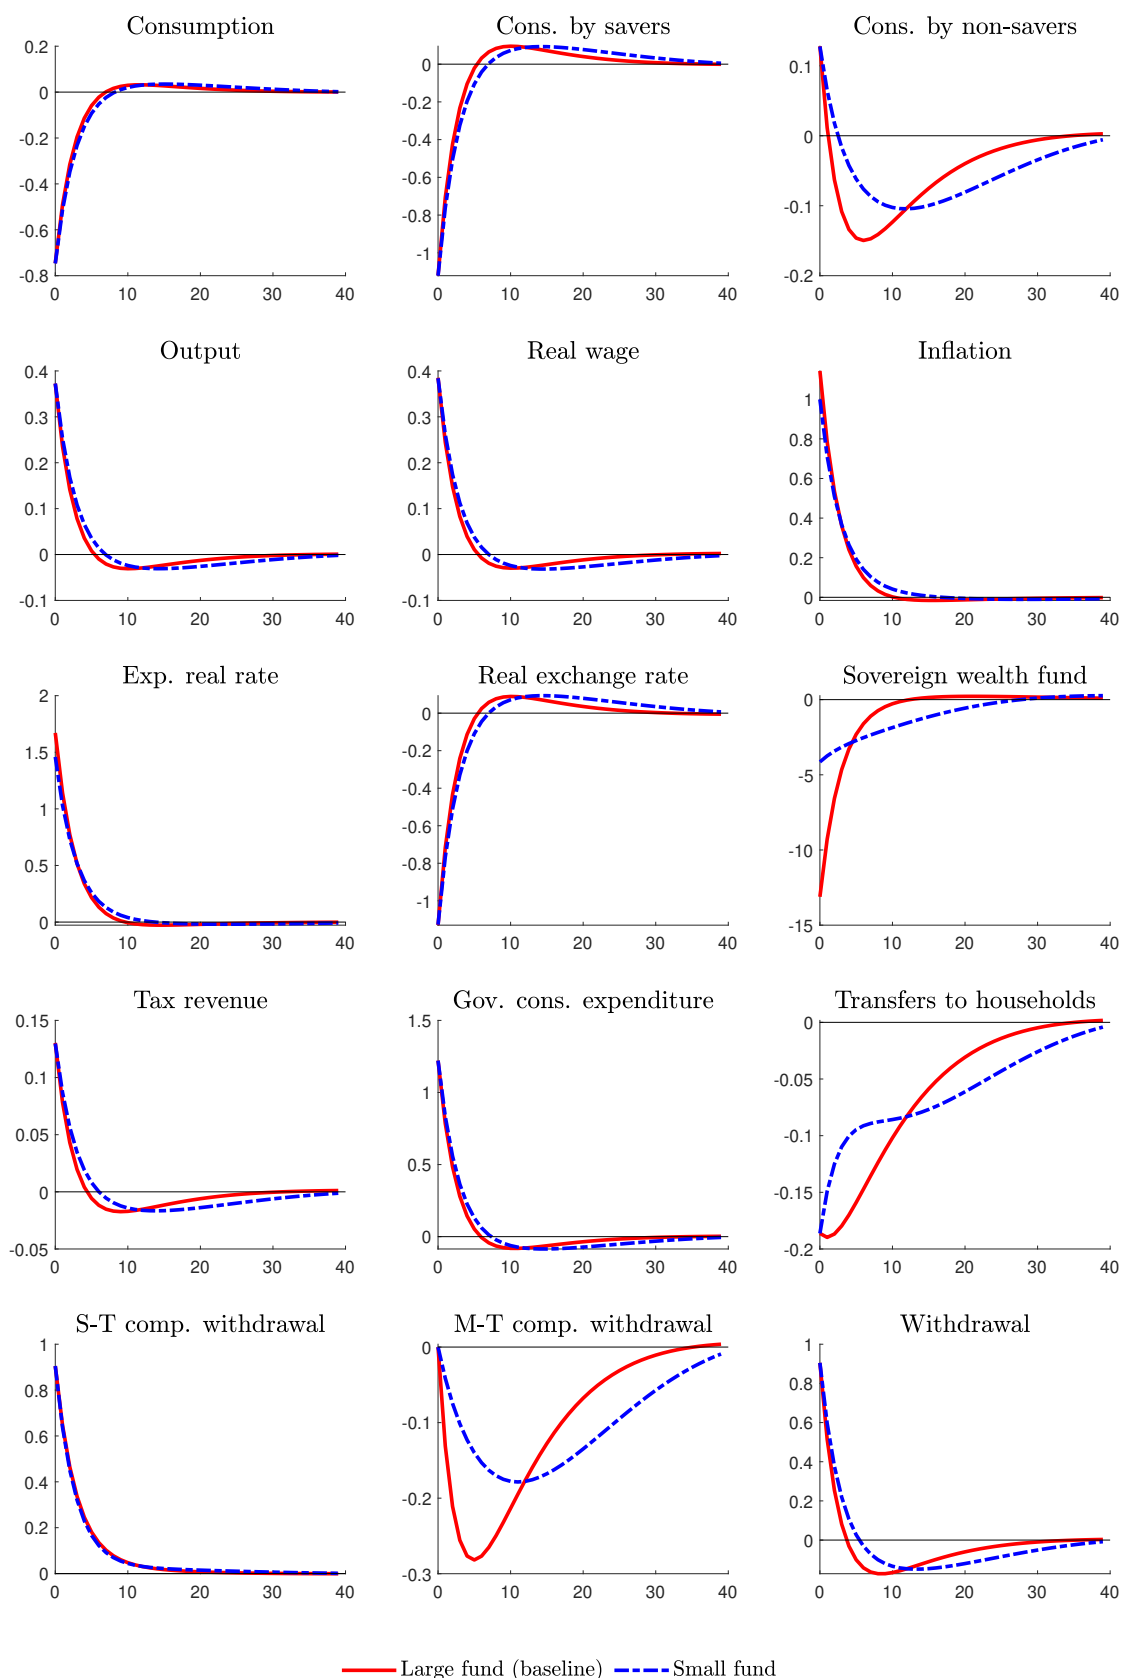 Consumption
0.2
0
-0.2
-0.4
-0.6
-0.8
0 10 20 30 40
Cons. by savers
0
-0.2
-0.4
-0.6
-0.8
-1
0 10 20 30 40
Cons. by non-savers
0.1
0
-0.1
-0.2
0 10 20 30 40
Output
0.4
0.3
0.2
0.1
0
-0.1
0 10 20 30 40
Real wage
0.4
0.3
0.2
0.1
0
-0.1
0 10 20 30 40
Inflation
1
0.8
0.6
0.4
0.2
0
0 10 20 30 40
Exp. real rate
2
1.5
1
0.5
0
0 10 20 30 40
Real exchange rate
0
-0.2
-0.4
-0.6
-0.8
-1
0 10 20 30 40
Sovereign wealth fund
0
-5
-10
-15
0 10 20 30 40
Tax revenue
0.15
0.1
0.05
0
-0.05
0 10 20 30 40
Gov. cons. expenditure
1.5
1
0.5
0
0 10 20 30 40
Transfers to households
0
-0.05
-0.1
-0.15
-0.2
0 10 20 30 40
S-T comp. withdrawal
1
0.8
0.6
0.4
0.2
0
0 10 20 30 40
M-T comp. withdrawal
0
-0.1
-0.2
-0.3
0 10 20 30 40
Withdrawal
1
0.8
0.6
0.4
0.2
0
0 10 20 30 40
Large fund (baseline) Small fund